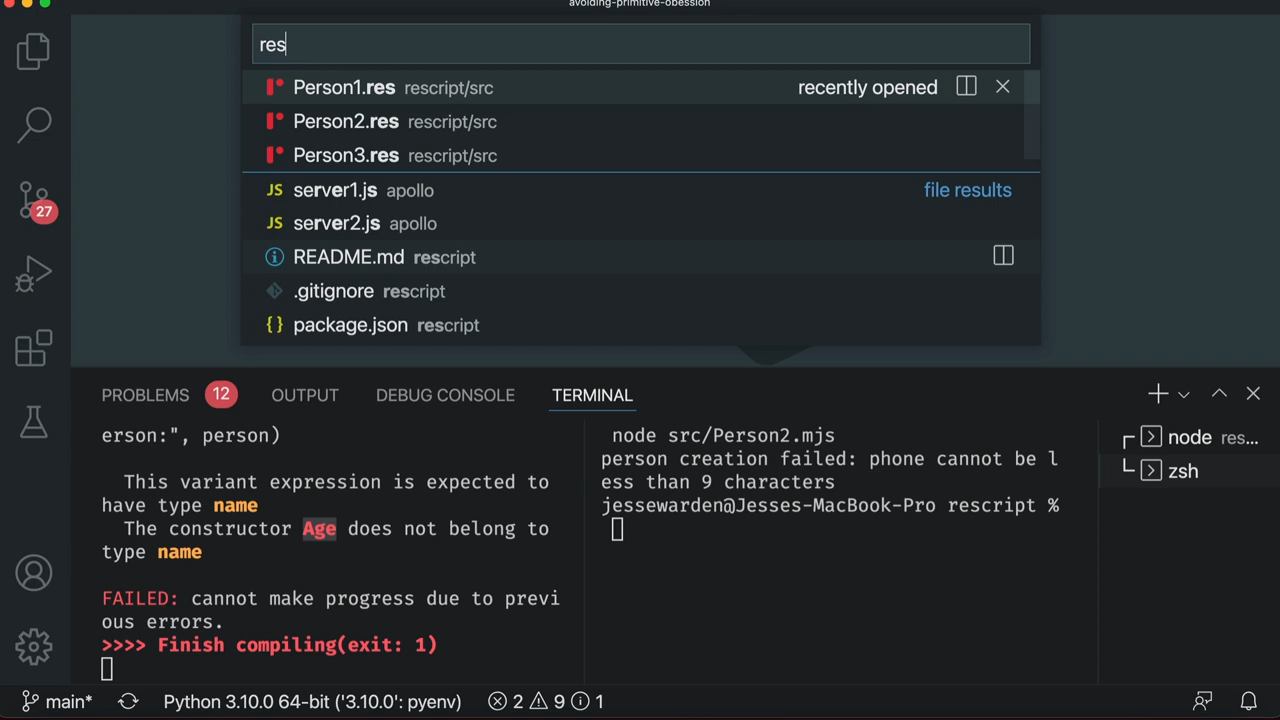 avoiding-primitive-obession
res
Person1.res rescript/src recently opened
Person2.res rescript/src
Person3.res rescript/src
JS server1.js apollo file results
JS server2.js apollo
README.md rescript
.gitignore rescript
{} package.json rescript
27
PROBLEMS 12 OUTPUT DEBUG CONSOLE TERMINAL
erson:", person)
This variant expression is expected to
have type name
The constructor Age does not belong to
type name
FAILED: cannot make progress due to previ
ous errors.
>>>> Finish compiling(exit: 1)
node src/Person2.mjs
person creation failed: phone cannot be l
ess than 9 characters
jessewarden@Jesses-MacBook-Pro rescript %
node res...
zsh
main* Python 3.10.0 64-bit ('3.10.0': pyenv) 2 9 1